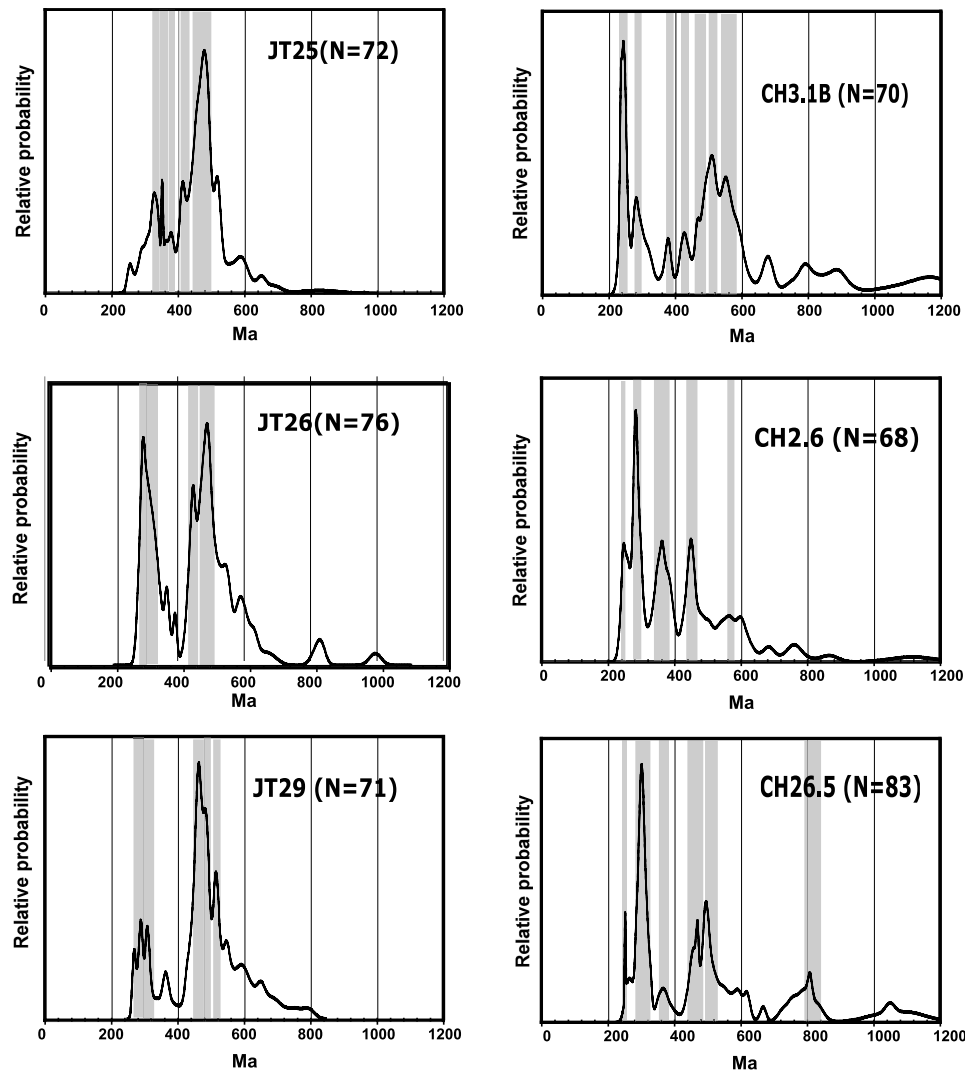 JT25(N=72)
Relative probability
0 200 400 600 800 1000 1200
Ma
CH3.1B (N=70)
Relative probability
0 200 400 600 800 1000 1200
Ma
JT26(N=76)
Relative probability
0 200 400 600 800 1000 1200
Ma
CH2.6 (N=68)
Relative probability
0 200 400 600 800 1000 1200
Ma
JT29 (N=71)
Relative probability
0 200 400 600 800 1000 1200
Ma
CH26.5 (N=83)
Relative probability
0 200 400 600 800 1000 1200
Ma